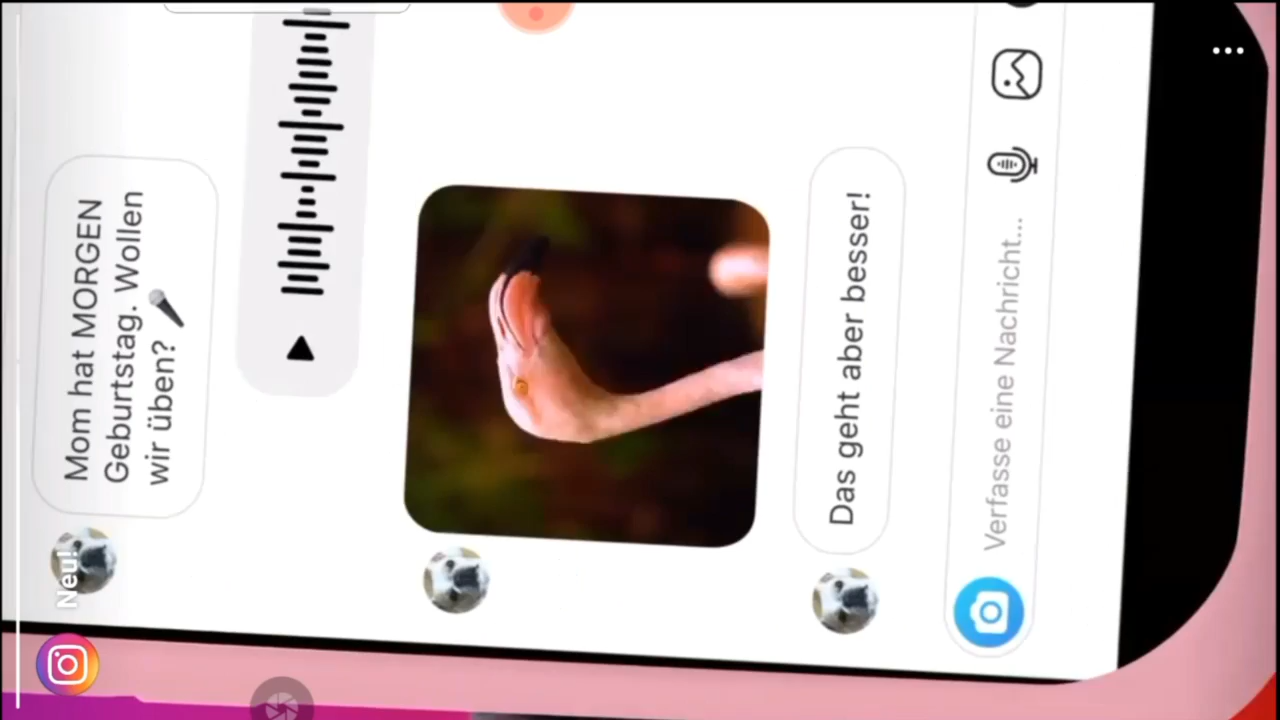 Neu!
Mom hat MORGEN
Geburtstag. Wollen
wir üben? 🎤
Das geht aber besser!
Verfasse eine Nachricht...